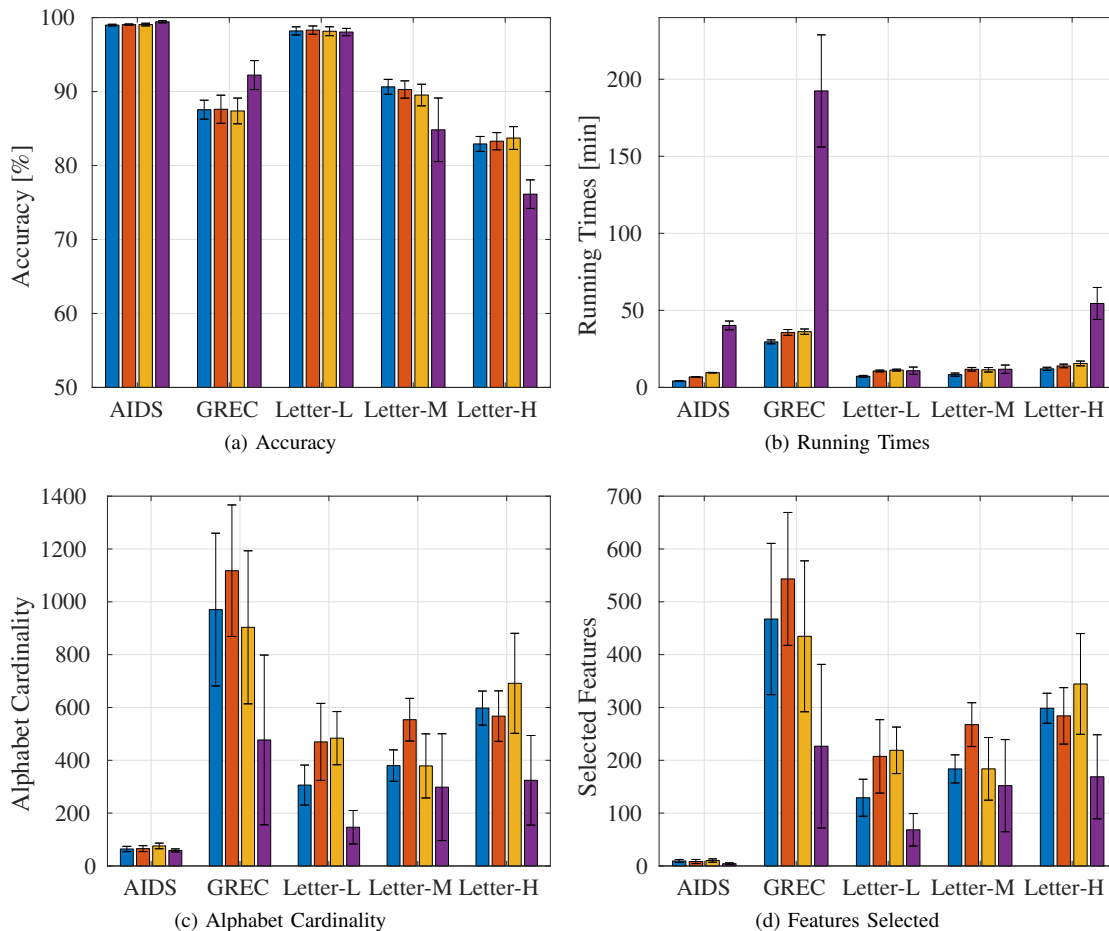 Accuracy [%]
100
90
80
70
60
50
AIDS GREC Letter-L Letter-M Letter-H
(a) Accuracy
Running Times [min]
200
150
100
50
0
AIDS GREC Letter-L Letter-M Letter-H
(b) Running Times
Alphabet Cardinality
1400
1200
1000
800
600
400
200
0
AIDS GREC Letter-L Letter-M Letter-H
(c) Alphabet Cardinality
Selected Features
700
600
500
400
300
200
100
0
AIDS GREC Letter-L Letter-M Letter-H
(d) Features Selected